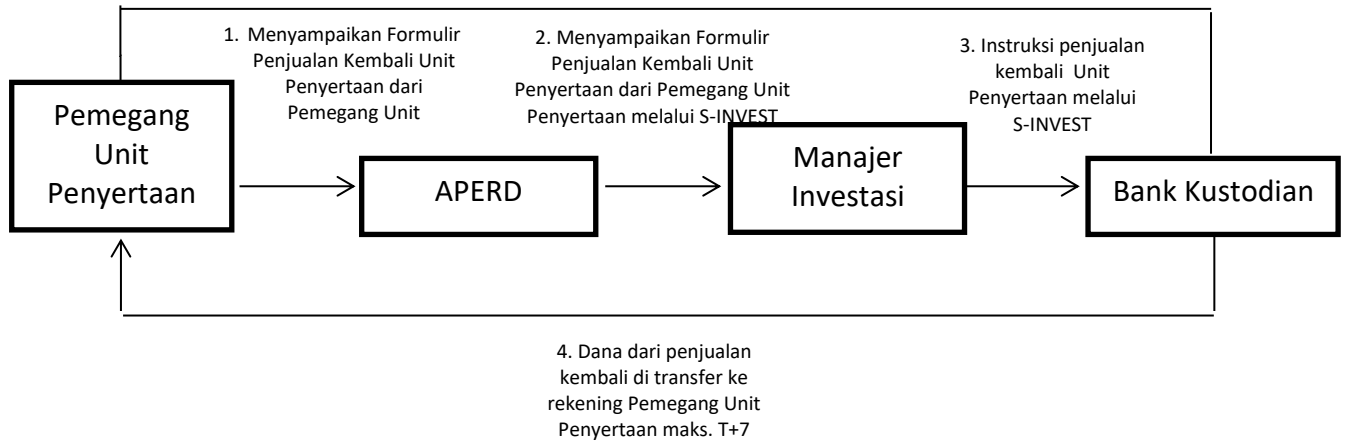 1. Menyampaikan Formulir
Penjualan Kembali Unit
Penyertaan dari
Pemegang Unit
2. Menyampaikan Formulir
Penjualan Kembali Unit
Penyertaan dari Pemegang Unit
Penyertaan melalui S-INVEST
3. Instruksi penjualan
kembali Unit
Penyertaan melalui
S-INVEST
Pemegang
Unit
Penyertaan
APERD
Manajer
Investasi
Bank Kustodian
4. Dana dari penjualan
kembali di transfer ke
rekening Pemegang Unit
Penyertaan maks. T+7